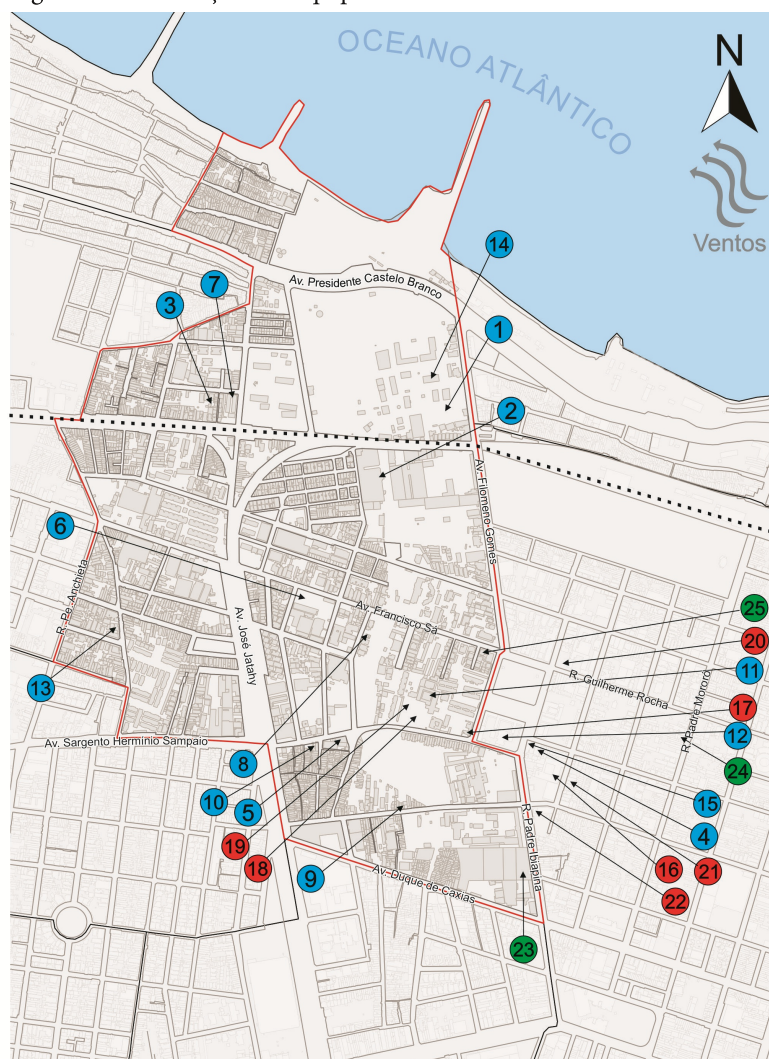 OCEANO ATLÂNTICO
N
Ventos
14
Av. Presidente Castelo Branco
7
3
1
2
Av. Filomeno Gomes
6
R. Pe. Anchieta
Av. Francisco Sá
25
Av. José Jatahy
20
11
R. Guilherme Rocha
R. Padre Mororó
13
17
12
Av. Sargento Herminio Sampaio
8
24
10
5
15
4
19
18
9
R. Padre Ibiapina
16
21
Av. Duque de Caxias
22
23